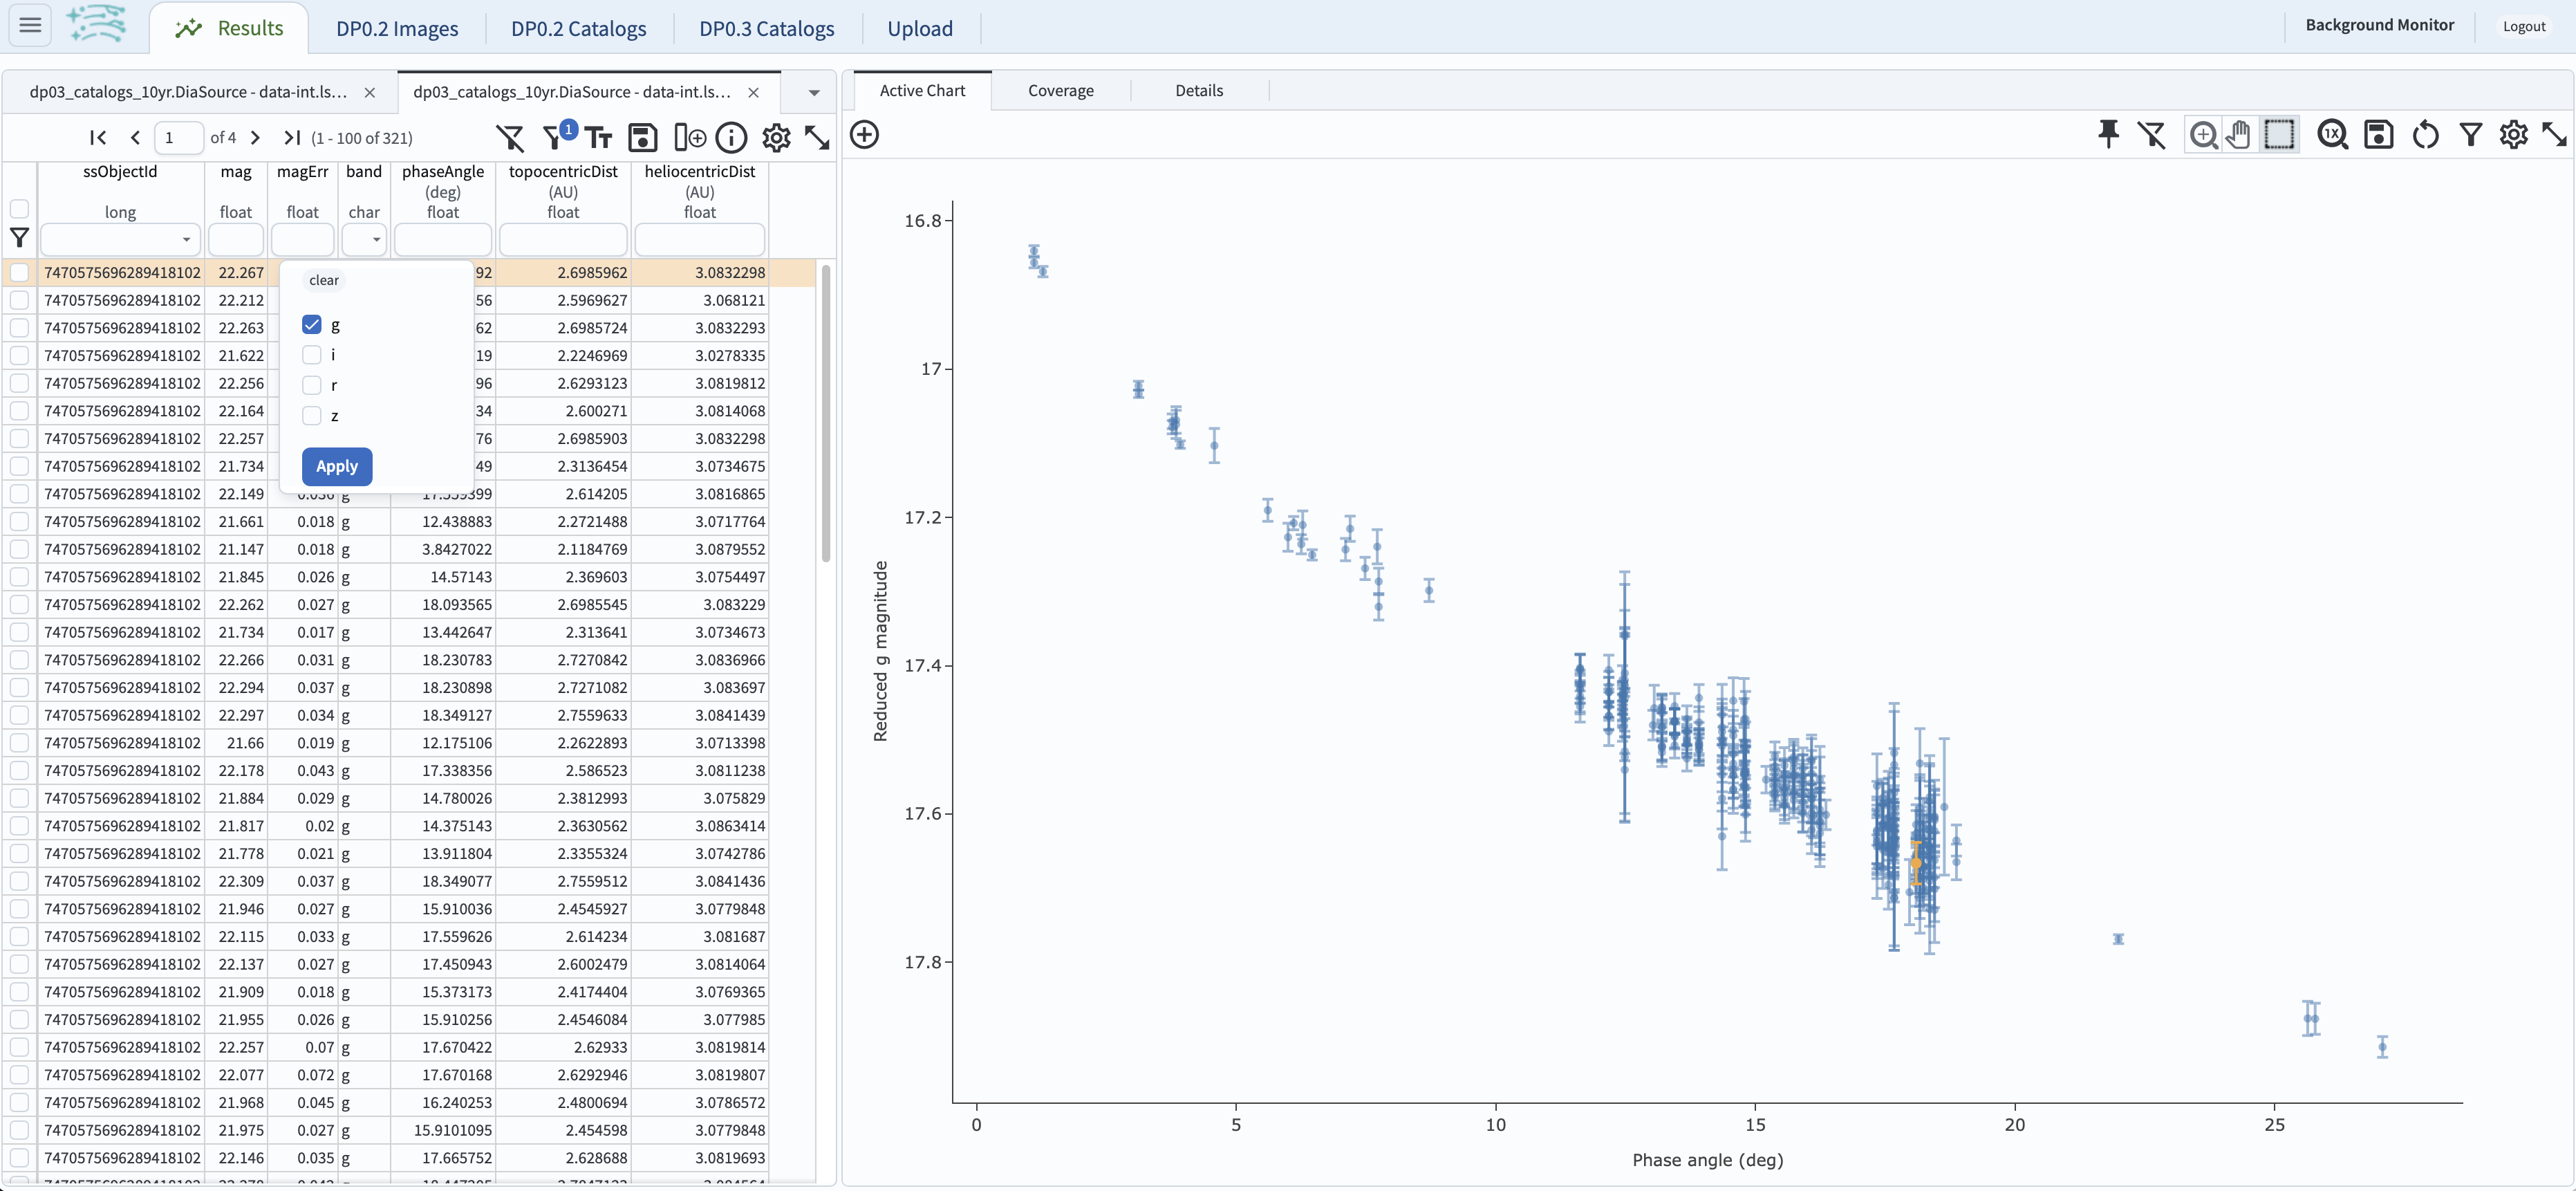 Results DP0.2 Images DP0.2 Catalogs DP0.3 Catalogs Upload Background Monitor Logout
dp03_catalogs_10yr.DiaSource - data-int.ls... dp03_catalogs_10yr.DiaSource - data-int.ls...
Active Chart Coverage Details
1 of 4 (1 - 100 of 321) 1
1X
ssObjectId mag magErr band phaseAngle topocentricDist heliocentricDist
(deg) (AU) (AU)
long float float char float float float
7470575696289418102 22.267 92 2.6985962 3.0832298
7470575696289418102 22.212 56 2.5969627 3.068121
7470575696289418102 22.263 62 2.6985724 3.0832293
7470575696289418102 21.622 19 2.2246969 3.0278335
7470575696289418102 22.256 96 2.6293123 3.0819812
7470575696289418102 22.164 34 2.600271 3.0814068
7470575696289418102 22.257 76 2.6985903 3.0832298
7470575696289418102 21.734 49 2.3136454 3.0734675
7470575696289418102 22.149 g 2.614205 3.0816865
7470575696289418102 21.661 0.018 g 12.438883 2.2721488 3.0717764
7470575696289418102 21.147 0.018 g 3.8427022 2.1184769 3.0879552
7470575696289418102 21.845 0.026 g 14.57143 2.369603 3.0754497
7470575696289418102 22.262 0.027 g 18.093565 2.6985545 3.083229
7470575696289418102 21.734 0.017 g 13.442647 2.313641 3.0734673
7470575696289418102 22.266 0.031 g 18.230783 2.7270842 3.0836966
7470575696289418102 22.294 0.037 g 18.230898 2.7271082 3.083697
7470575696289418102 22.297 0.034 g 18.349127 2.7559633 3.0841439
7470575696289418102 21.66 0.019 g 12.175106 2.2622893 3.0713398
7470575696289418102 22.178 0.043 g 17.338356 2.586523 3.0811238
7470575696289418102 21.884 0.029 g 14.780026 2.3812993 3.075829
7470575696289418102 21.817 0.02 g 14.375143 2.3630562 3.0863414
7470575696289418102 21.778 0.021 g 13.911804 2.3355324 3.0742786
7470575696289418102 22.309 0.037 g 18.349077 2.7559512 3.0841436
7470575696289418102 21.946 0.027 g 15.910036 2.4545927 3.0779848
7470575696289418102 22.115 0.033 g 17.559626 2.614234 3.081687
7470575696289418102 22.137 0.027 g 17.450943 2.6002479 3.0814064
7470575696289418102 21.909 0.018 g 15.373173 2.4174404 3.0769365
7470575696289418102 21.955 0.026 g 15.910256 2.4546084 3.077985
7470575696289418102 22.257 0.07 g 17.670422 2.62933 3.0819814
7470575696289418102 22.077 0.072 g 17.670168 2.6292946 3.0819807
7470575696289418102 21.968 0.045 g 16.240253 2.4800694 3.0786572
7470575696289418102 21.975 0.027 g 15.9101095 2.454598 3.0779848
7470575696289418102 22.146 0.035 g 17.665752 2.628688 3.0819693
clear
g
i
r
z
Apply
Reduced g magnitude
16.8
17
17.2
17.4
17.6
17.8
0 5 10 15 20 25
Phase angle (deg)